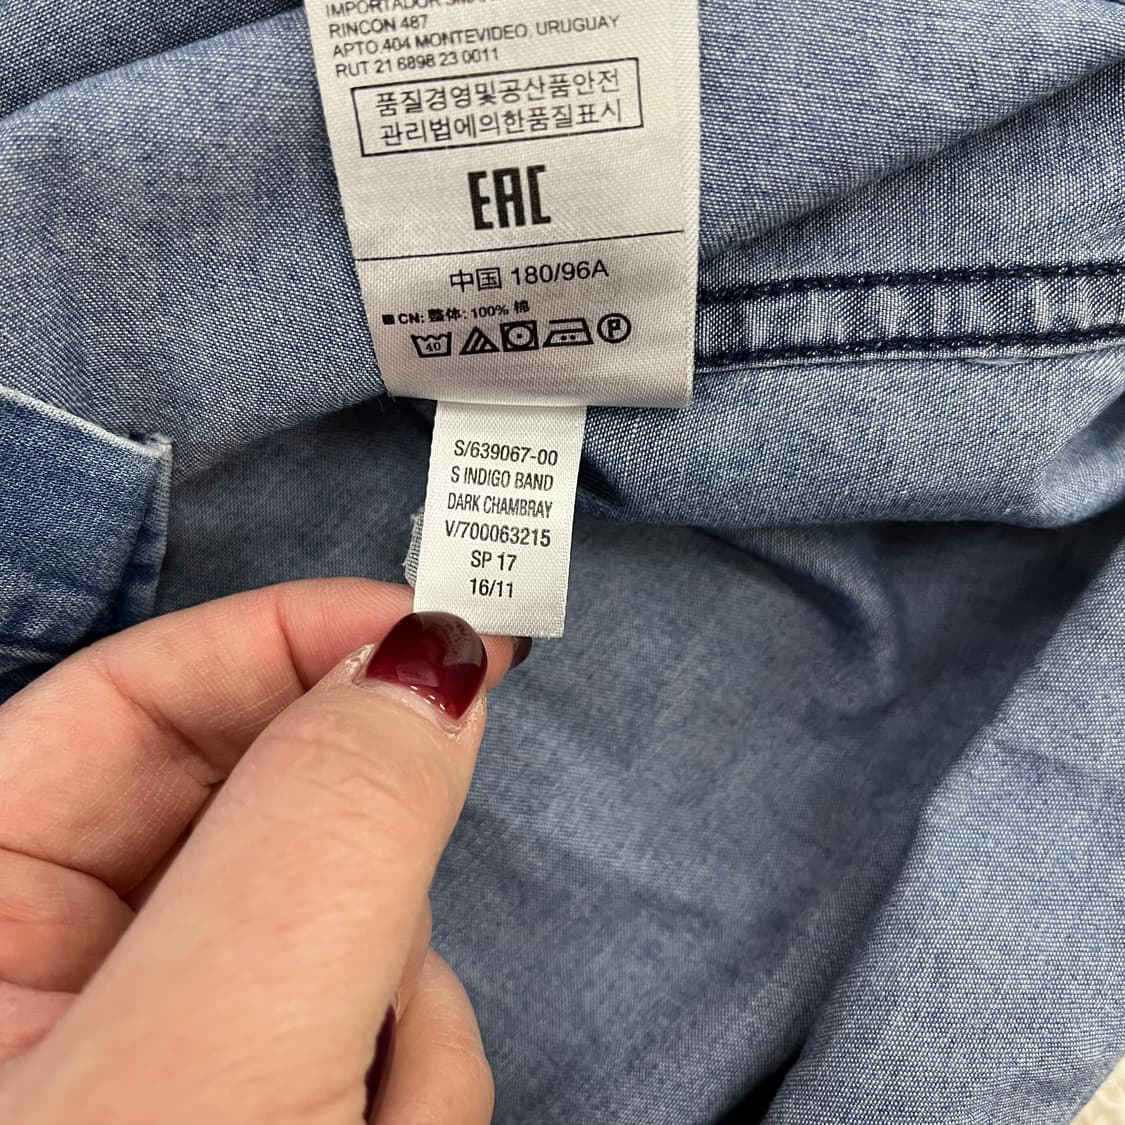 RINCON 487
APTO.404 MONTEVIDEO, URUGUAY
RUT 21 6898 23 0011
품질경영및공산품안전
관리법에의한품질표시
EAC
中国 180/96A
CN: 整体: 100% 棉
40
P
S/639067-00
S INDIGO BAND
DARK CHAMBRAY
V/700063215
SP 17
16/11